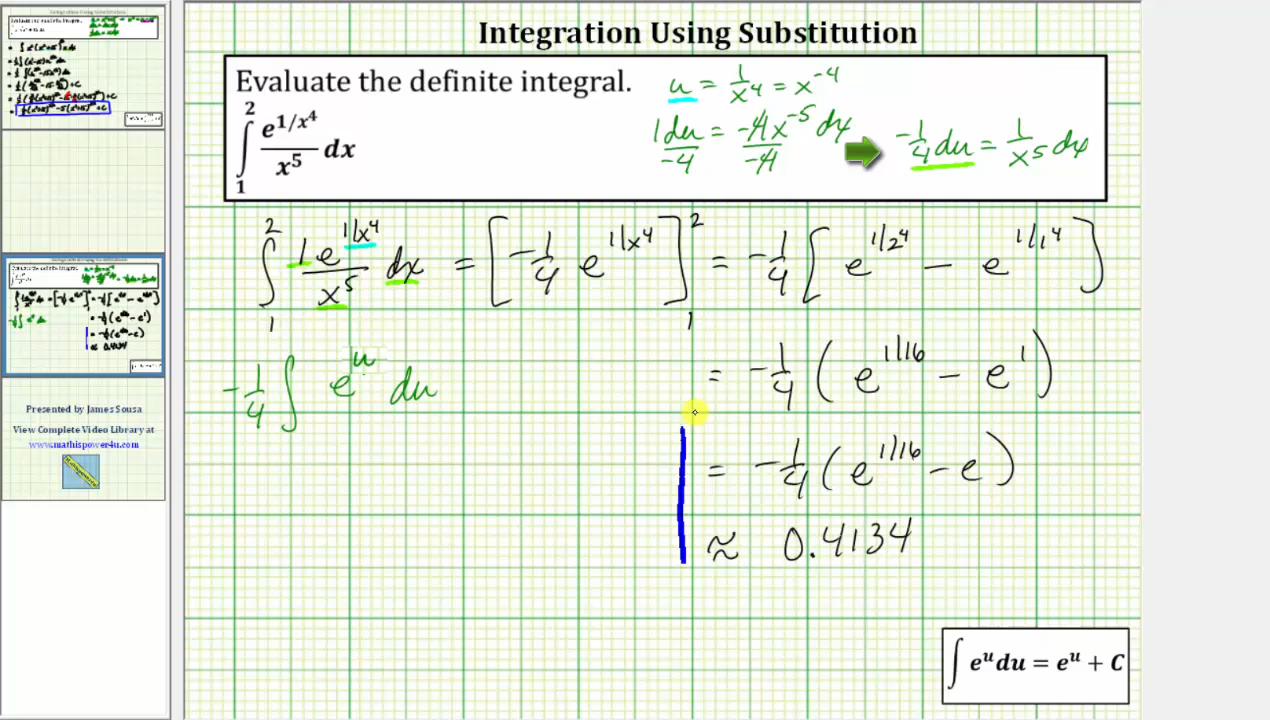 Integration Using Substitution
Evaluate the definite integral.
∫₁² e^(1/x⁴)/x⁵ dx
u = 1/x⁴ = x⁻⁴
1du/-4 = -4x⁻⁵ dx/-4
-1/4 du = 1/x⁵ dx
∫₁² 1e^(1/x⁴)/x⁵ dx = [-1/4 e^(1/x⁴)]₁² = -1/4 [e^(1/2⁴) - e^(1/1⁴)]
-1/4 ∫ e^u du
= -1/4 (e^(1/16) - e^1)
= -1/4 (e^(1/16) - e)
≈ 0.4134
∫ e^u du = e^u + C
Presented by James Sousa
View Complete Video Library at
www.mathispower4u.com